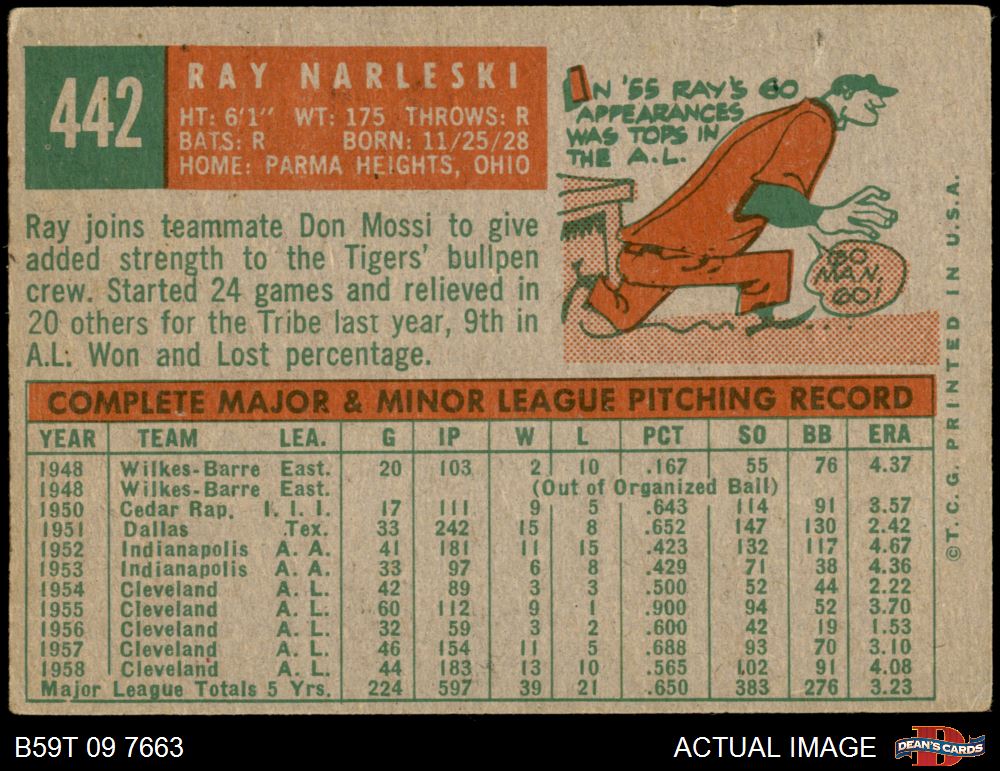 442
RAY NARLESKI
HT: 6'1" WT: 175 THROWS: R
BATS: R BORN: 11/25/28
HOME: PARMA HEIGHTS, OHIO
IN '55 RAY'S 60
APPEARANCES
WAS TOPS IN
THE A.L.
GO
MAN,
GO!
Ray joins teammate Don Mossi to give
added strength to the Tigers' bullpen
crew. Started 24 games and relieved in
20 others for the Tribe last year, 9th in
A.L. Won and Lost percentage.
COMPLETE MAJOR & MINOR LEAGUE PITCHING RECORD
YEAR TEAM LEA. G IP W L PCT SO BB ERA
1948 Wilkes-Barre East. 20 103 2 10 .167 55 76 4.37
1948 Wilkes-Barre East. (Out of Organized Ball)
1950 Cedar Rap. I. I. I. 17 111 9 5 .643 114 91 3.57
1951 Dallas Tex. 33 242 15 8 .652 147 130 2.42
1952 Indianapolis A. A. 41 181 11 15 .423 132 117 4.67
1953 Indianapolis A. A. 33 97 6 8 .429 71 38 4.36
1954 Cleveland A. L. 42 89 3 3 .500 52 44 2.22
1955 Cleveland A. L. 60 112 9 1 .900 94 52 3.70
1956 Cleveland A. L. 32 59 3 2 .600 42 19 1.53
1957 Cleveland A. L. 46 154 11 5 .688 93 70 3.10
1958 Cleveland A. L. 44 183 13 10 .565 102 91 4.08
Major League Totals 5 Yrs. 224 597 39 21 .650 383 276 3.23
©T.C.G. PRINTED IN U.S.A.
B59T 09 7663
ACTUAL IMAGE
DEAN'S CARDS